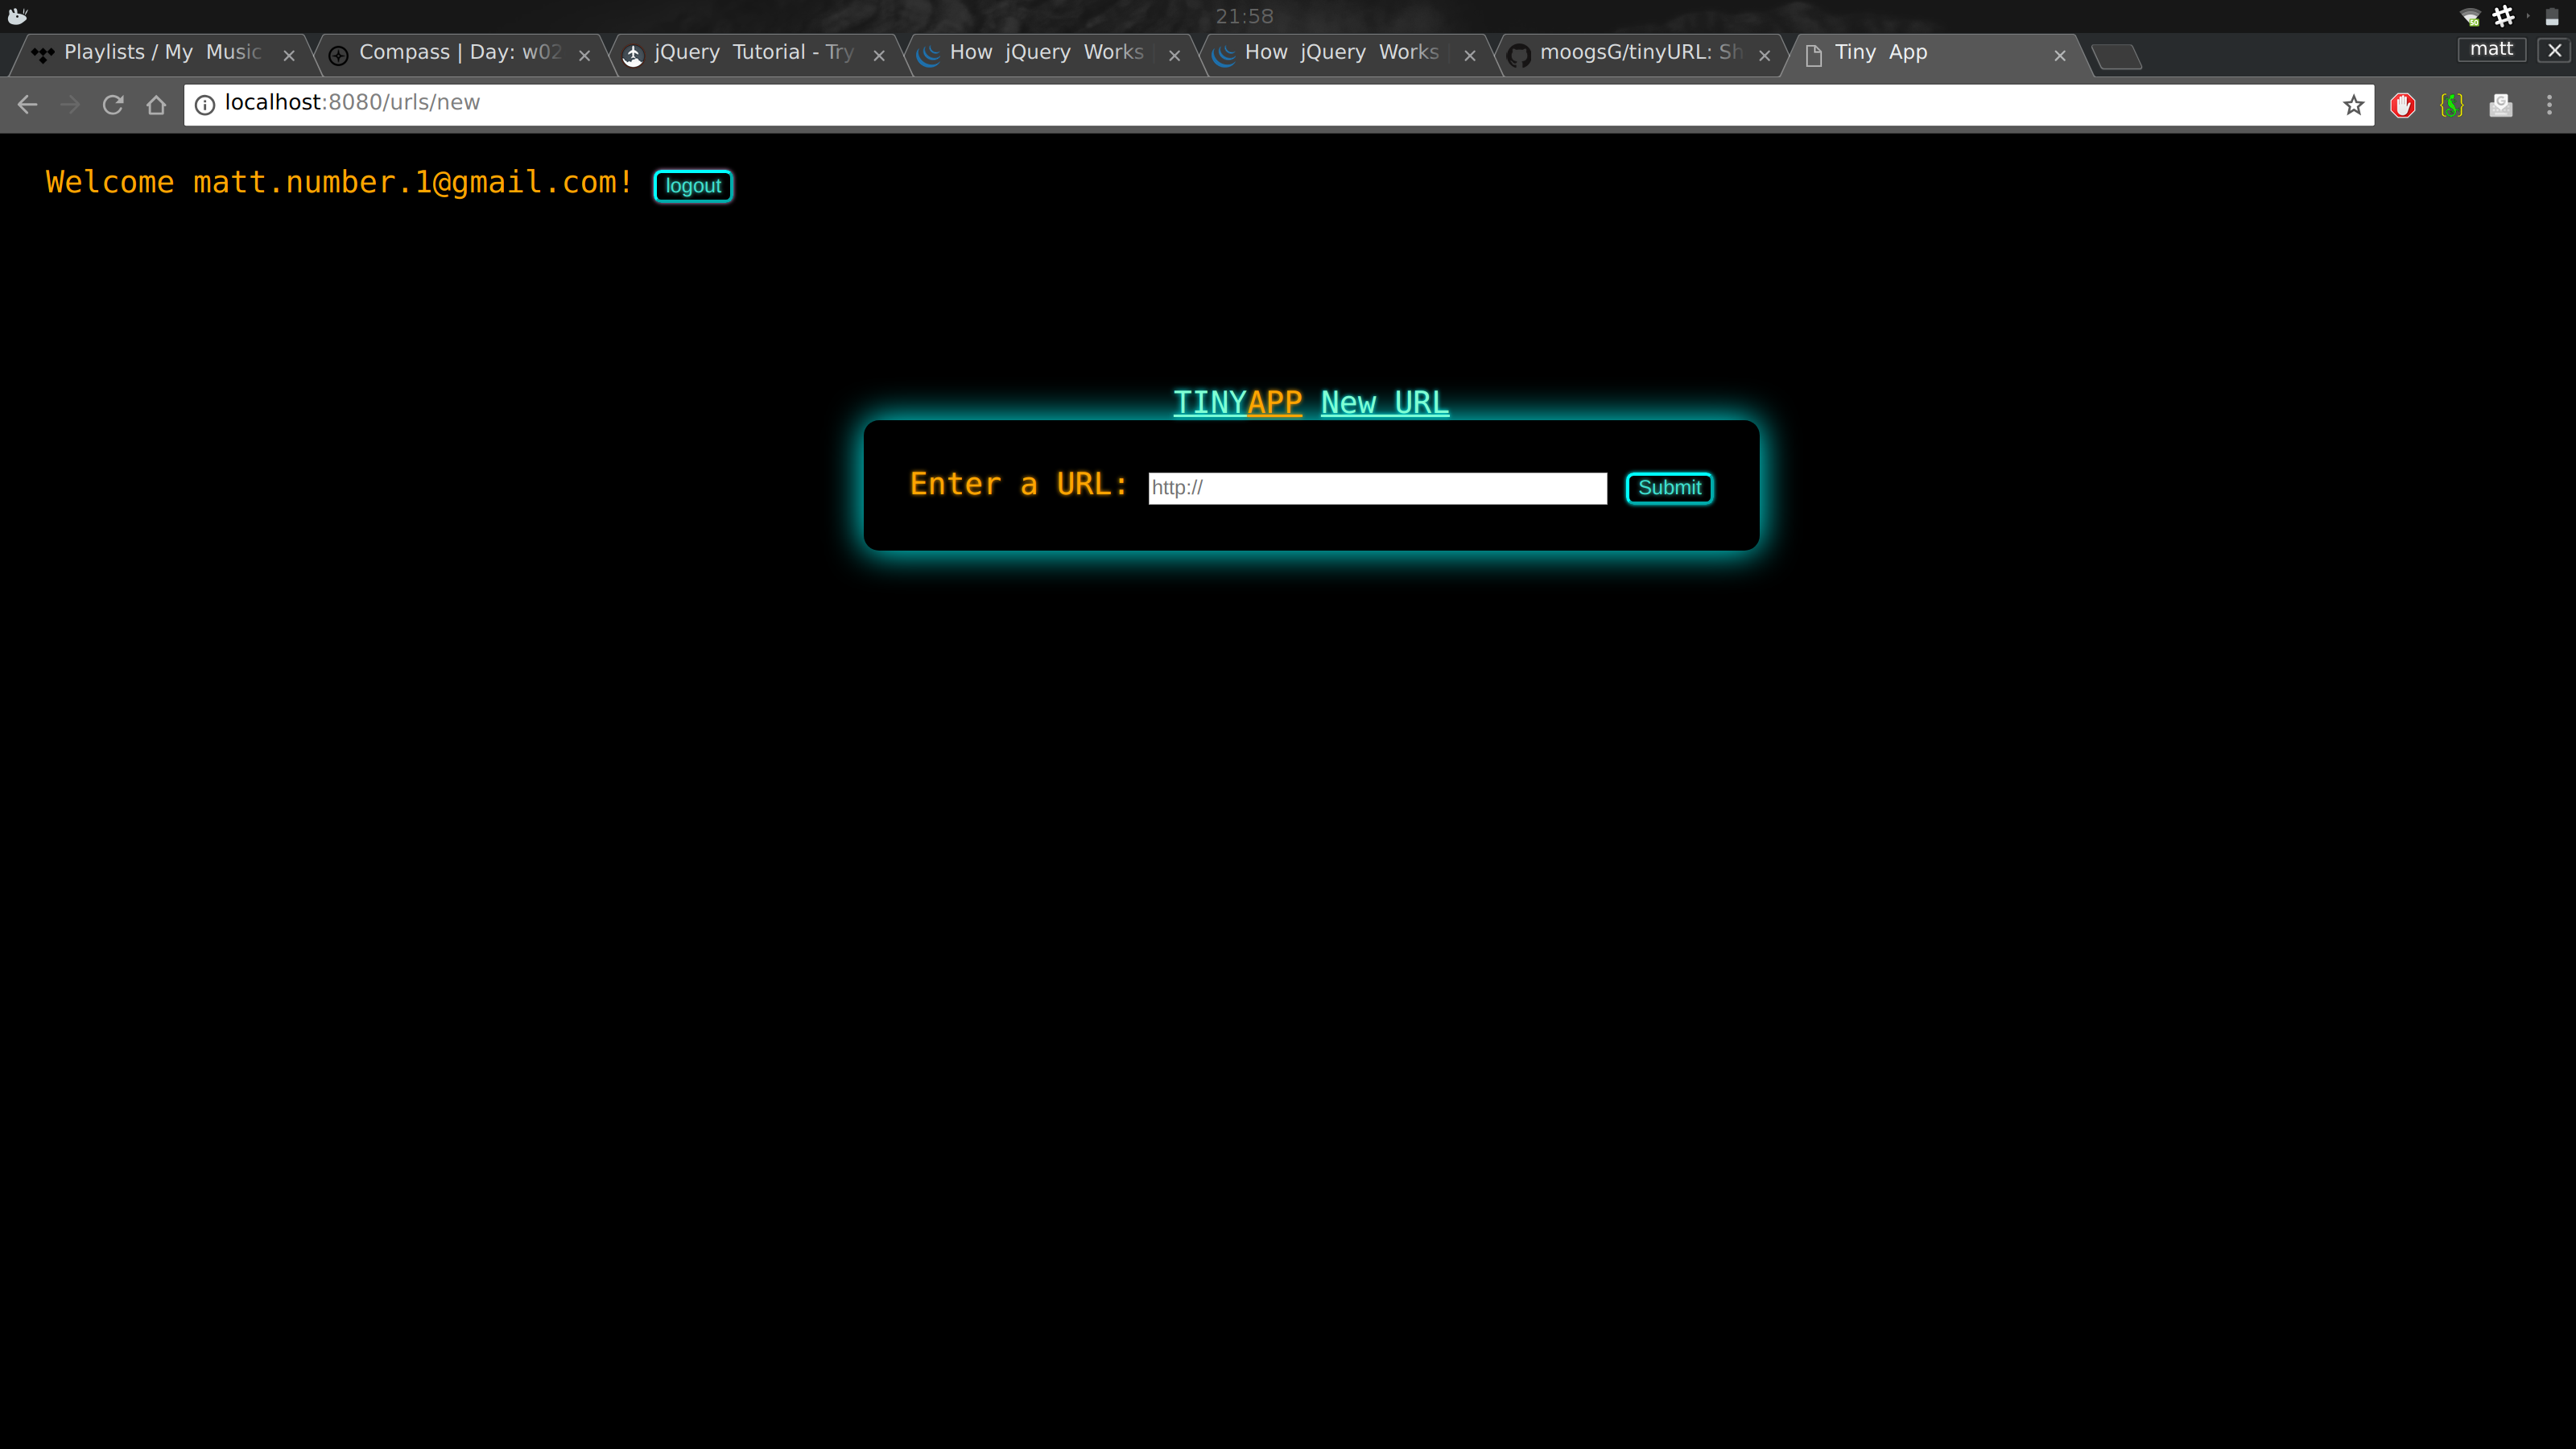 21:58
Playlists / My Music
Compass | Day: w02
jQuery Tutorial - Try
How jQuery Works
How jQuery Works
moogsG/tinyURL: Sh
Tiny App
matt
localhost:8080/urls/new
Welcome matt.number.1@gmail.com! logout
TINYAPP New URL
Enter a URL: http:// Submit